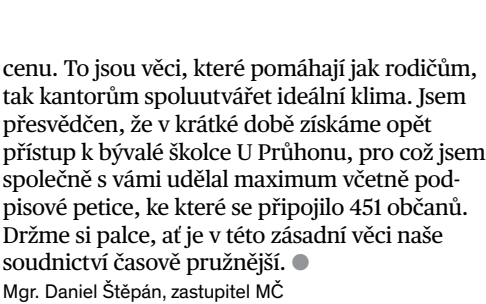 cenu. To jsou věci, které pomáhají jak rodičům,
tak kantorům spoluutvářet ideální klima. Jsem
přesvědčen, že v krátké době získáme opět
přístup k bývalé školce U Průhonu, pro což jsem
společně s vámi udělal maximum včetně pod-
pisové petice, ke které se připojilo 451 občanů.
Držme si palce, ať je v této zásadní věci naše
soudnictví časově pružnější. ●
Mgr. Daniel Štěpán, zastupitel MČ